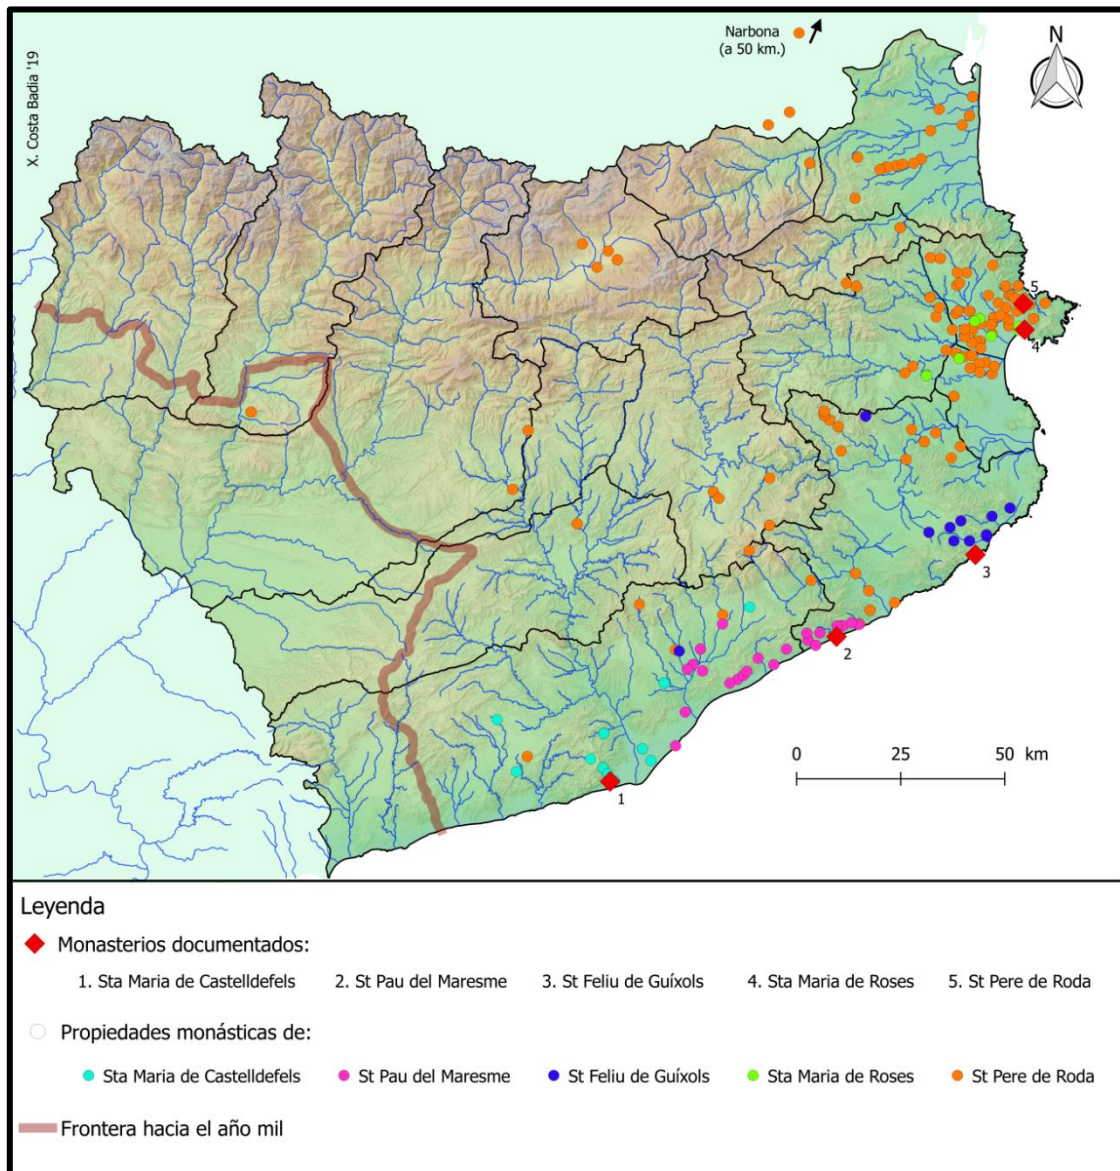 X. Costa Badia '19
Narbona
(a 50 km.)
N
5
4
3
2
1
0 25 50 km
Leyenda
Monasterios documentados:
1. Sta Maria de Castelldefels 2. St Pau del Maresme 3. St Feliu de Guíxols 4. Sta Maria de Roses 5. St Pere de Roda
Propiedades monásticas de:
Sta Maria de Castelldefels St Pau del Maresme St Feliu de Guíxols Sta Maria de Roses St Pere de Roda
Frontera hacia el año mil